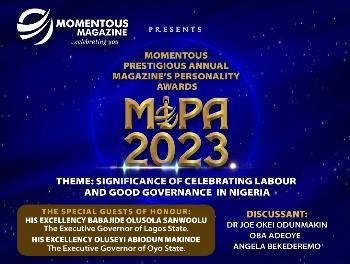 MOMENTOUS
MAGAZINE
...celebrating you
PRESENTS
MOMENTOUS
PRESTIGIOUS ANNUAL
MAGAZINE'S PERSONALITY
AWARDS
MPA
2023
THEME: SIGNIFICANCE OF CELEBRATING LABOUR
AND GOOD GOVERNANCE IN NIGERIA
THE SPECIAL GUESTS OF HONOUR:
HIS EXCELLENCY BABAJIDE OLUSOLA SANWOOLU
The Executive Governor of Lagos State.
HIS EXCELLENCY OLUSEYI ABIODUN MAKINDE
The Executive Governor of Oyo State.
DISCUSSANT:
DR JOE OKEI ODUNMAKIN
OBA ADEOYE
ANGELA BEKEDEREMO